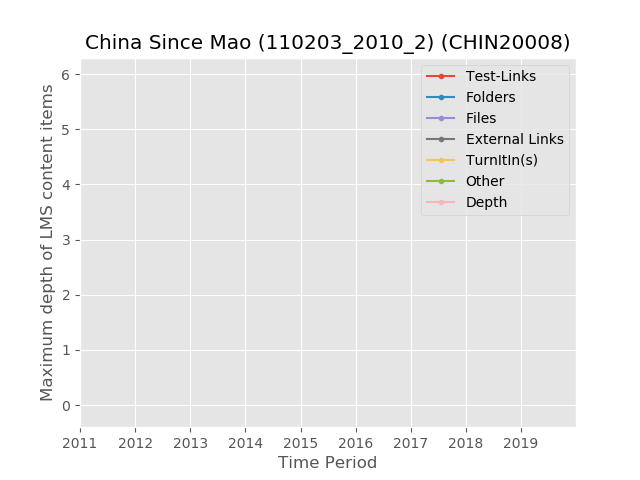 China Since Mao (110203_2010_2) (CHIN20008)
Maximum depth of LMS content items
6
5
4
3
2
1
0
Test-Links
Folders
Files
External Links
TurnItIn(s)
Other
Depth
2011 2012 2013 2014 2015 2016 2017 2018 2019
Time Period